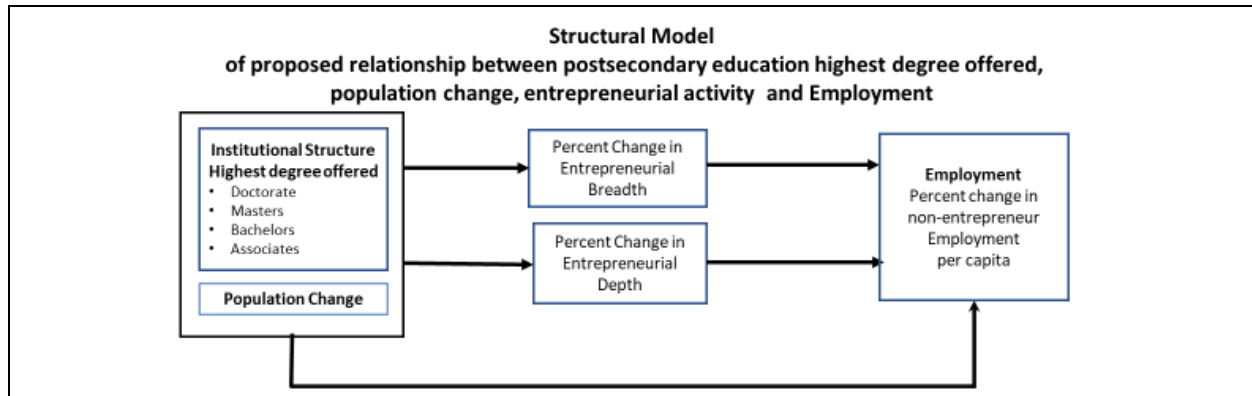 Structural Model
of proposed relationship between postsecondary education highest degree offered,
population change, entrepreneurial activity and Employment
Institutional Structure
Highest degree offered
• Doctorate
• Masters
• Bachelors
• Associates
Population Change
Percent Change in
Entrepreneurial
Breadth
Percent Change in
Entrepreneurial
Depth
Employment
Percent change in
non-entrepreneur
Employment
per capita